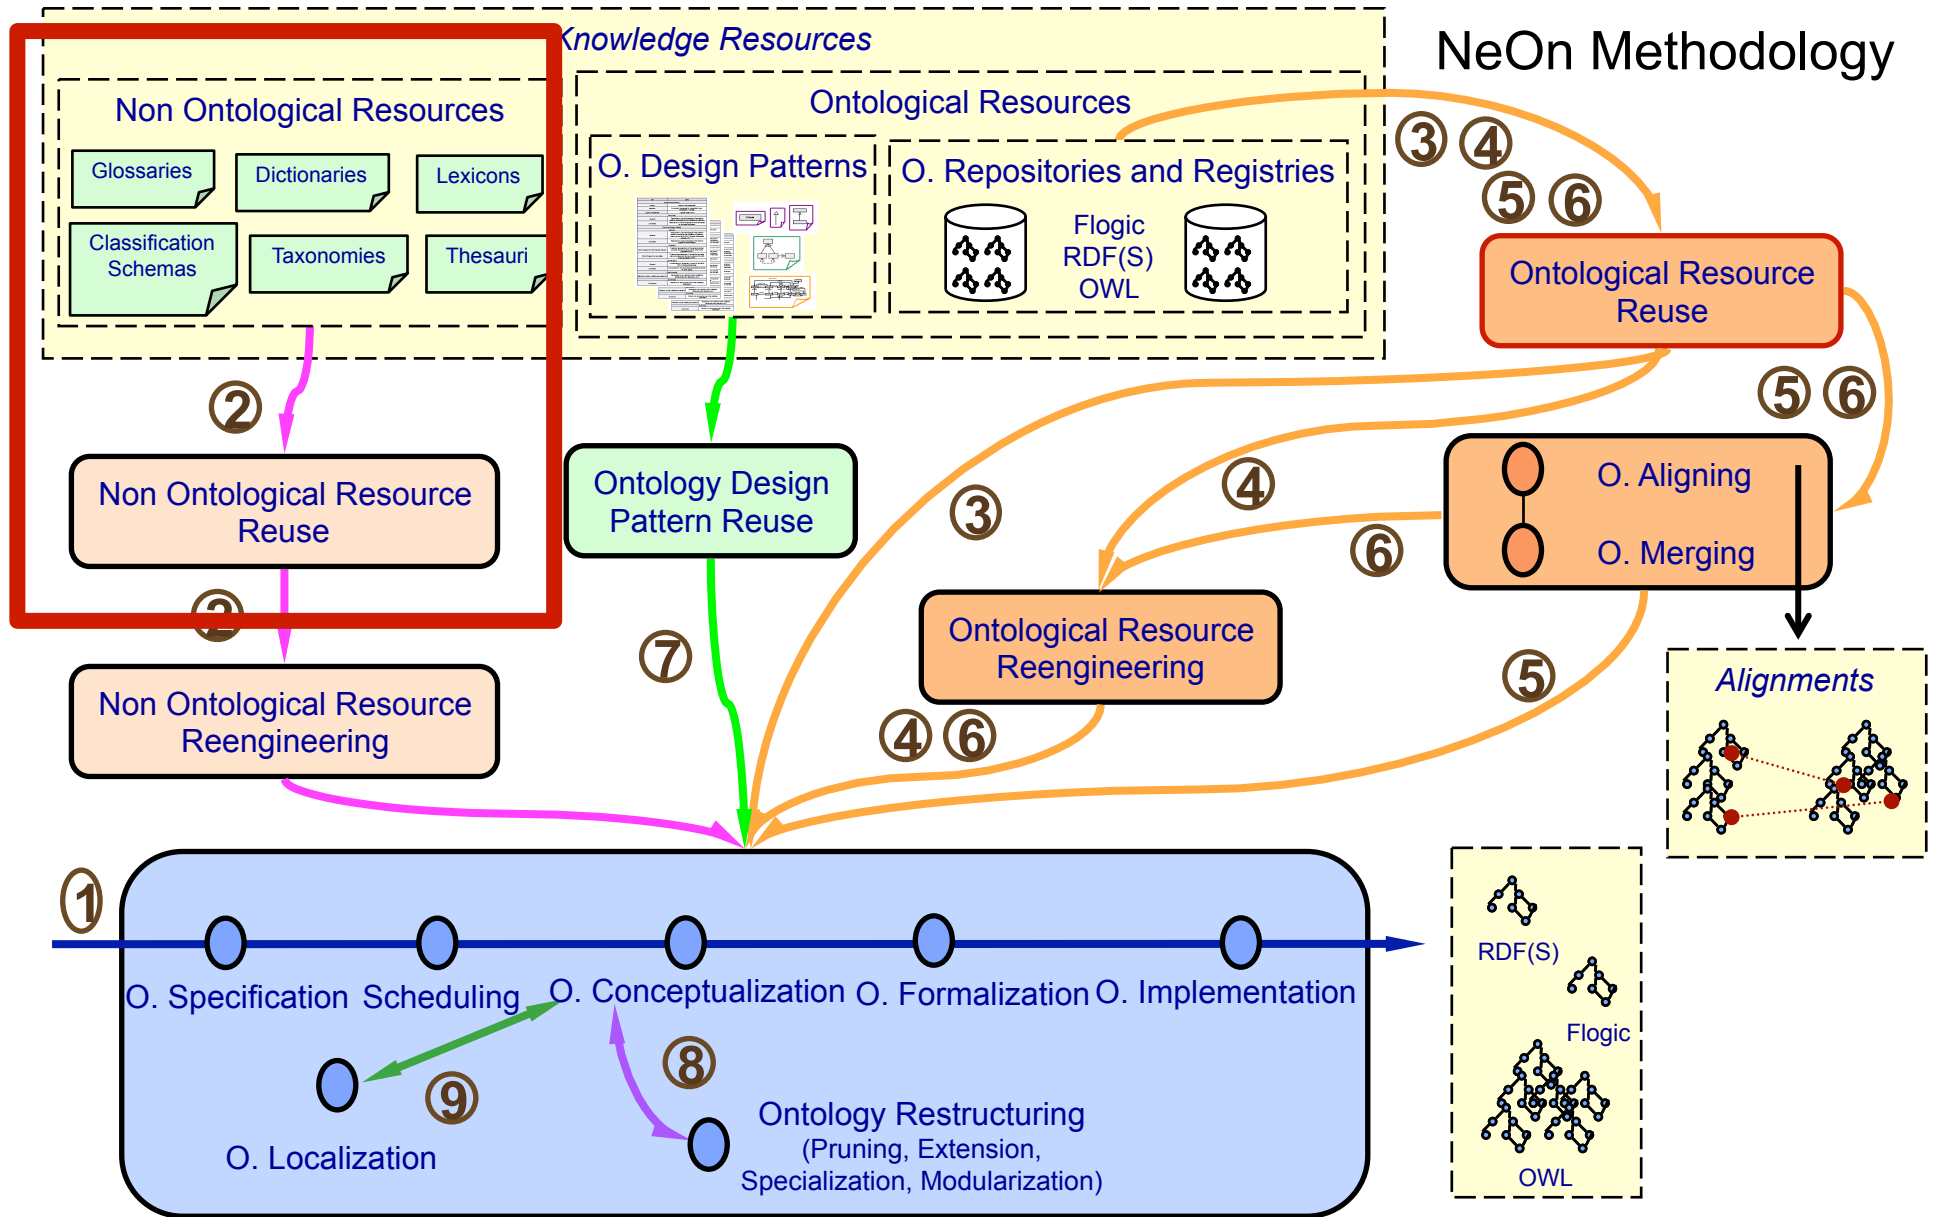 Knowledge Resources
NeOn Methodology
Non Ontological Resources
Glossaries
Dictionaries
Lexicons
Classification
Schemas
Taxonomies
Thesauri
Ontological Resources
O. Design Patterns
O. Repositories and Registries
Flogic
RDF(S)
OWL
3 4
5 6
Ontological Resource
Reuse
5 6
2
Non Ontological Resource
Reuse
2
Non Ontological Resource
Reengineering
Ontology Design
Pattern Reuse
7
3
4
6
O. Aligning
O. Merging
Ontological Resource
Reengineering
4 6
5
Alignments
1
O. Specification
Scheduling
O. Conceptualization
O. Formalization
O. Implementation
9
8
O. Localization
Ontology Restructuring
(Pruning, Extension,
Specialization, Modularization)
RDF(S)
Flogic
OWL